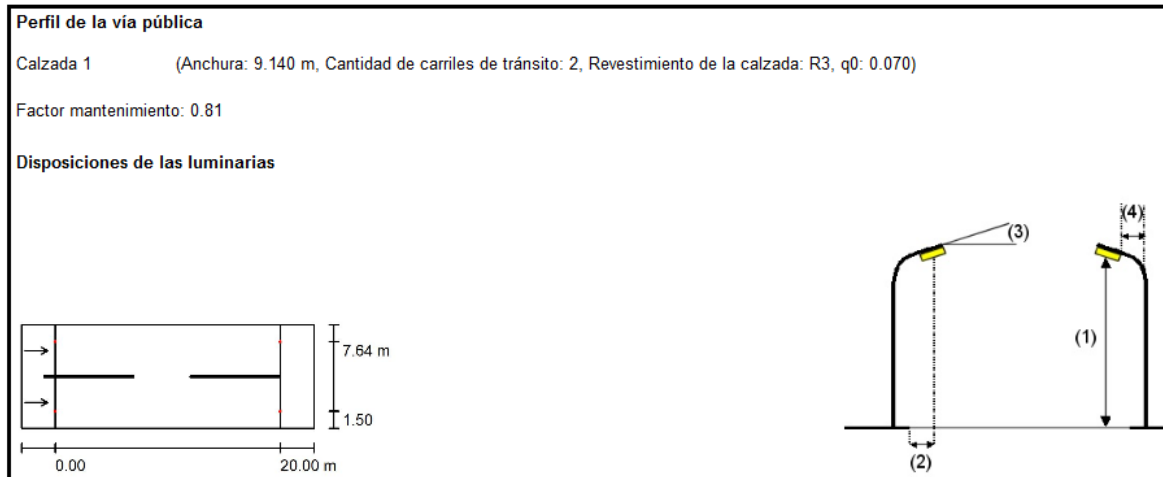 Perfil de la vía pública
Calzada 1 (Anchura: 9.140 m, Cantidad de carriles de tránsito: 2, Revestimiento de la calzada: R3, q0: 0.070)
Factor mantenimiento: 0.81
Disposiciones de las luminarias
(4)
(3)
(1)
(2)
7.64 m
1.50
0.00 20.00 m